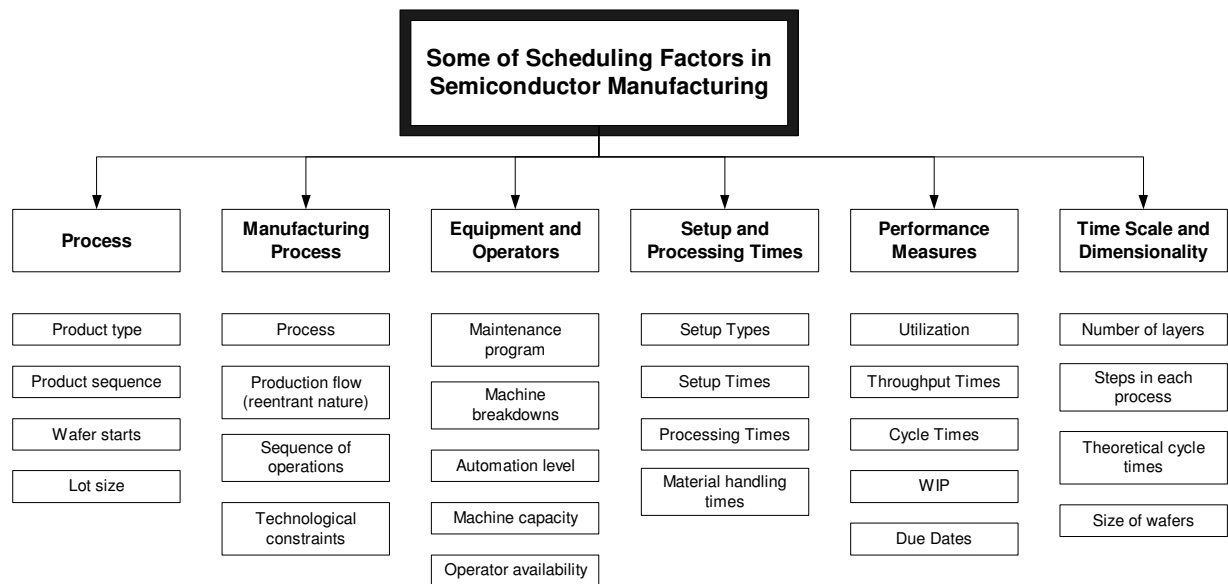 Some of Scheduling Factors in
Semiconductor Manufacturing
Process
Manufacturing
Process
Equipment and
Operators
Setup and
Processing Times
Performance
Measures
Time Scale and
Dimensionality
Product type
Product sequence
Wafer starts
Lot size
Process
Production flow
(reentrant nature)
Sequence of
operations
Technological
constraints
Maintenance
program
Machine
breakdowns
Automation level
Machine capacity
Operator availability
Setup Types
Setup Times
Processing Times
Material handling
times
Utilization
Throughput Times
Cycle Times
WIP
Due Dates
Number of layers
Steps in each
process
Theoretical cycle
times
Size of wafers